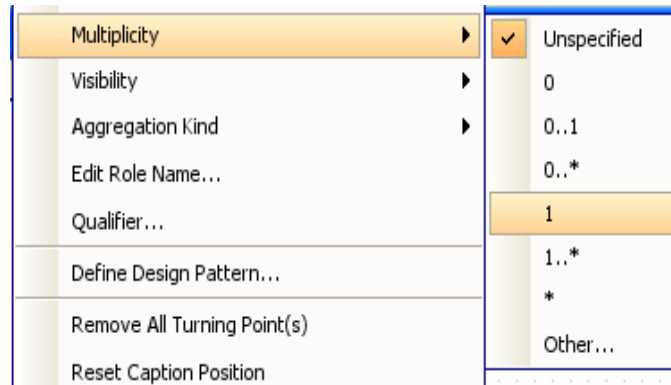 Multiplicity
Visibility
Aggregation Kind
Edit Role Name...
Qualifier...
Define Design Pattern...
Remove All Turning Point(s)
Reset Caption Position
Unspecified
0
0..1
0..*
1
1..*
*
Other...